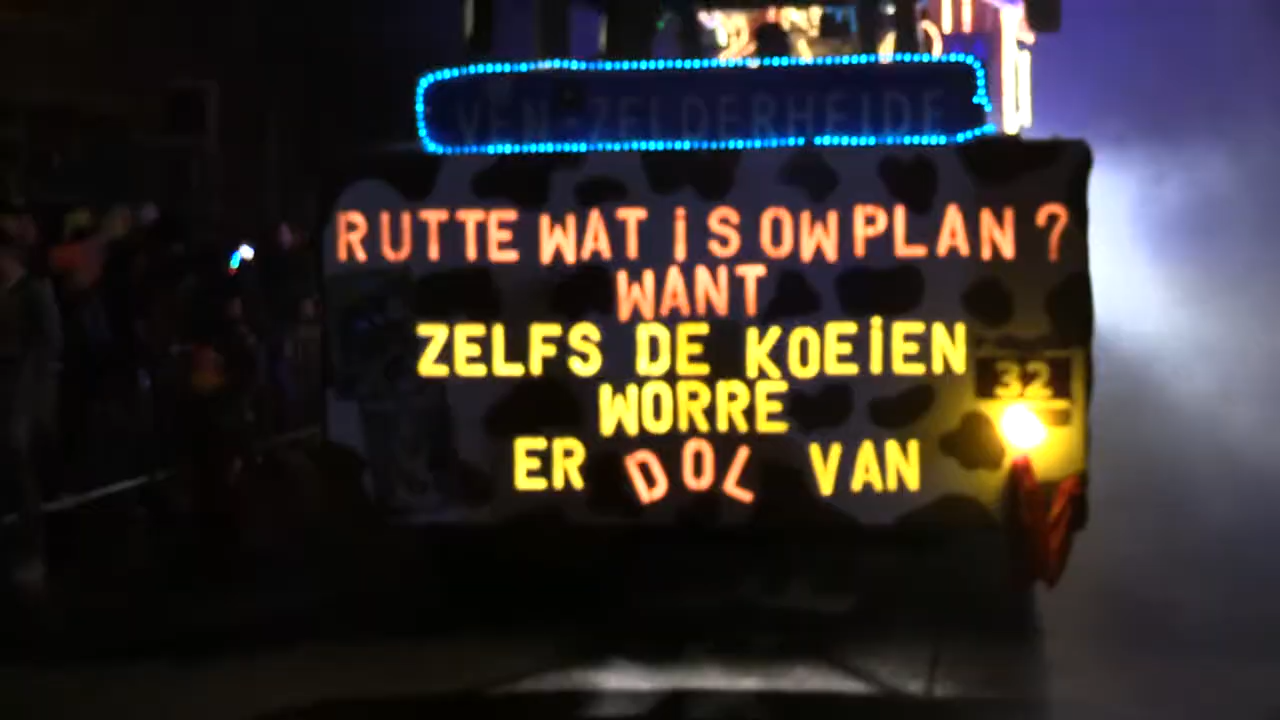 VEN-ZELDERHEIDE
RUTTE WAT iS OW PLAN ?
WANT
ZELFS DE KOEiEN
WORRE
ER DOL VAN
32